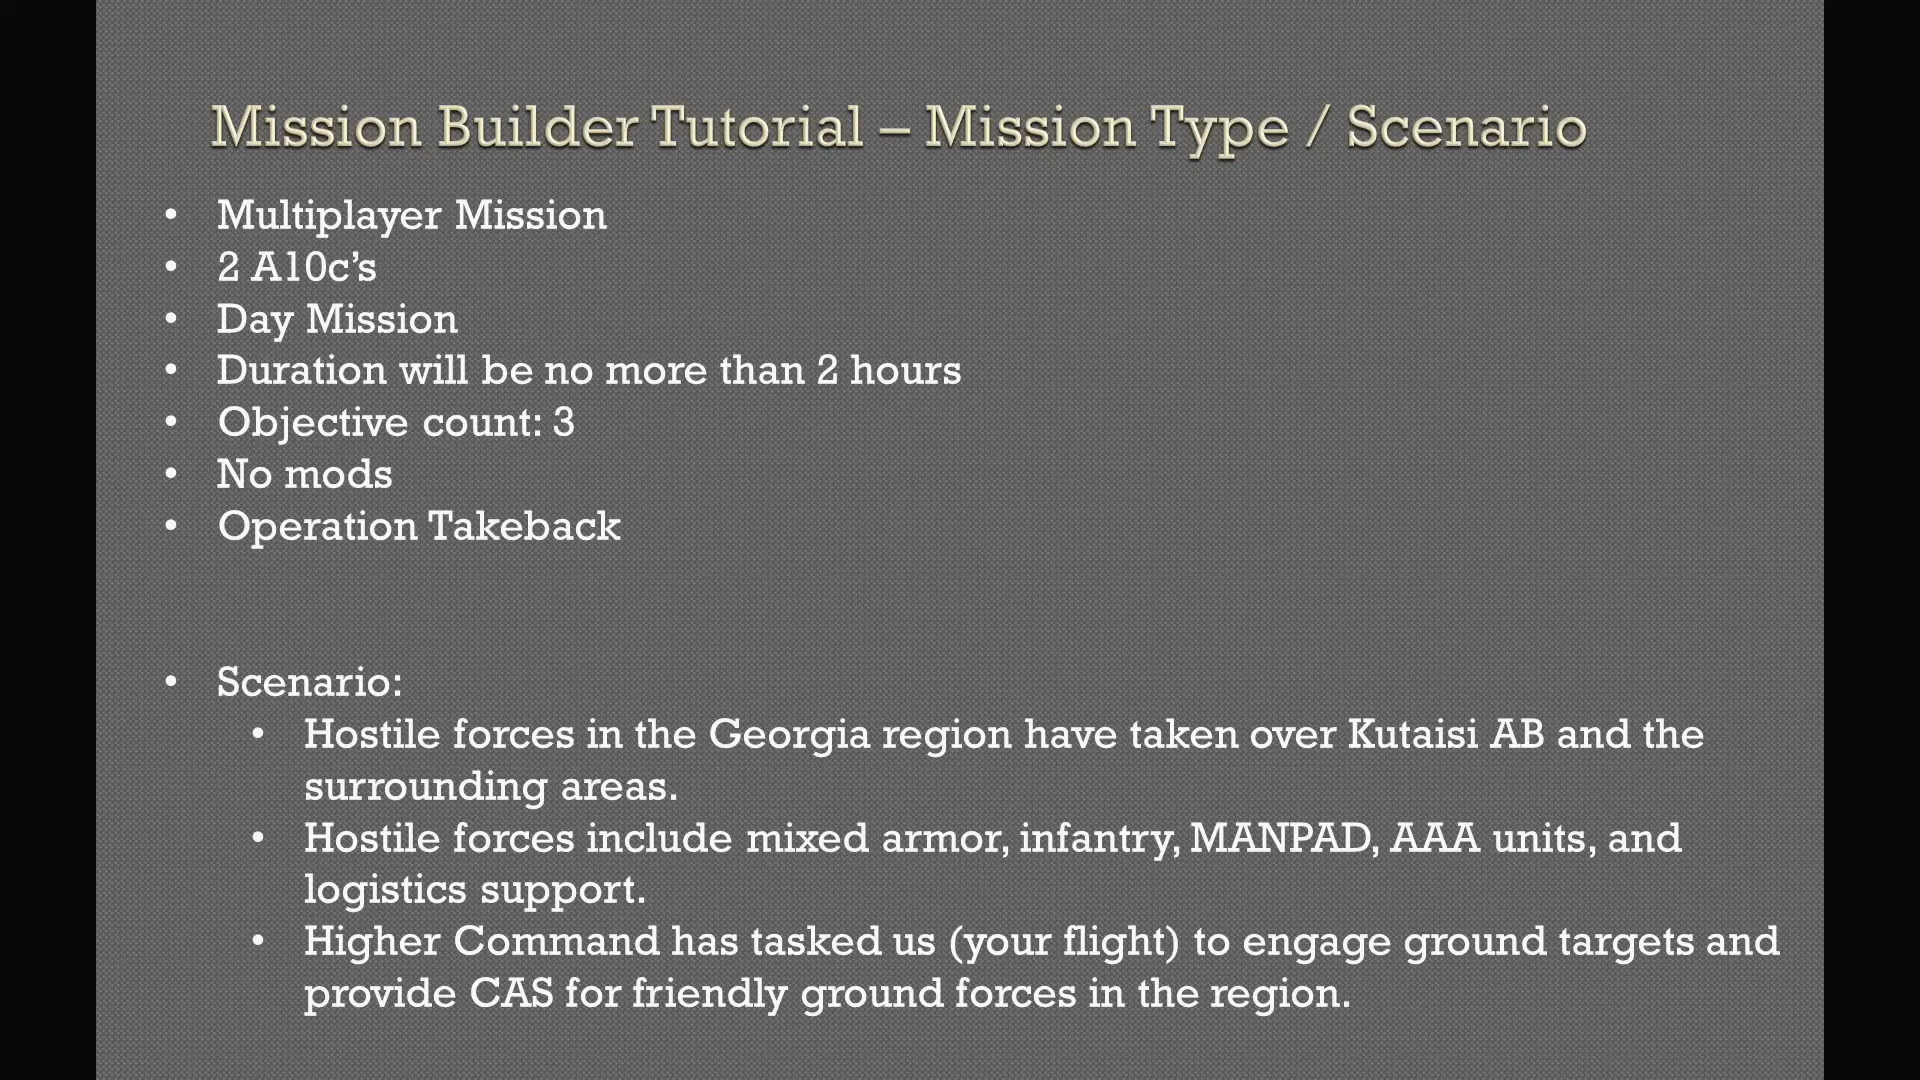 Mission Builder Tutorial – Mission Type / Scenario
• Multiplayer Mission
• 2 A10c’s
• Day Mission
• Duration will be no more than 2 hours
• Objective count: 3
• No mods
• Operation Takeback
• Scenario:
• Hostile forces in the Georgia region have taken over Kutaisi AB and the
surrounding areas.
• Hostile forces include mixed armor, infantry, MANPAD, AAA units, and
logistics support.
• Higher Command has tasked us (your flight) to engage ground targets and
provide CAS for friendly ground forces in the region.